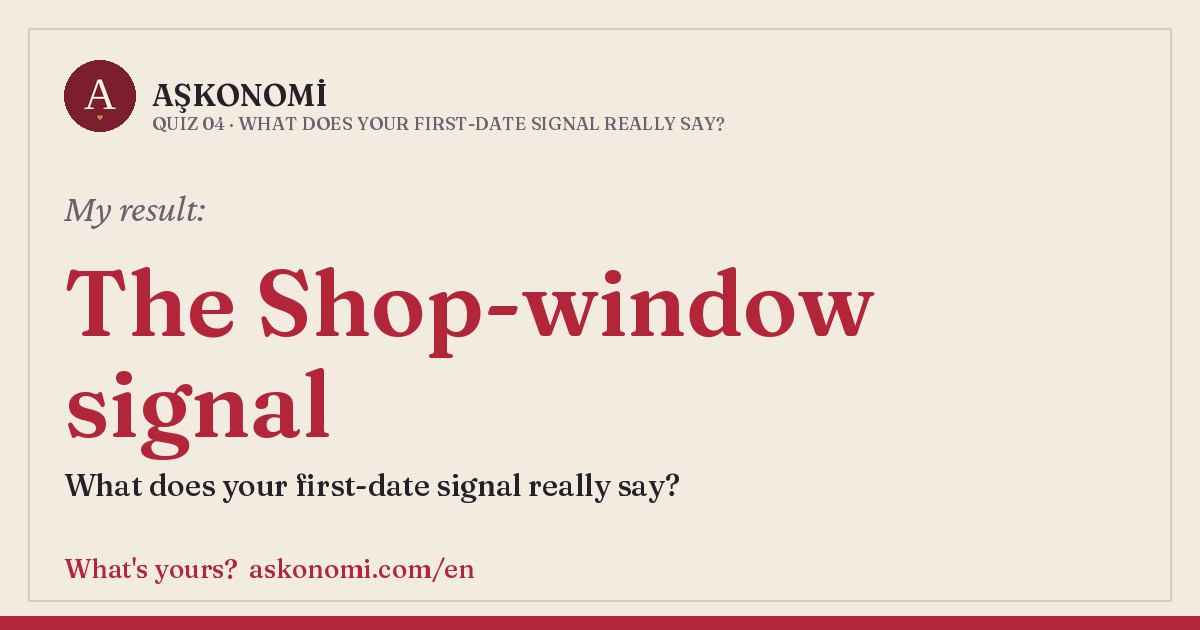 A
AŞKONOMİ
QUIZ 04 · WHAT DOES YOUR FIRST-DATE SIGNAL REALLY SAY?
My result:
The Shop-window
signal
What does your first-date signal really say?
What's yours? askonomi.com/en